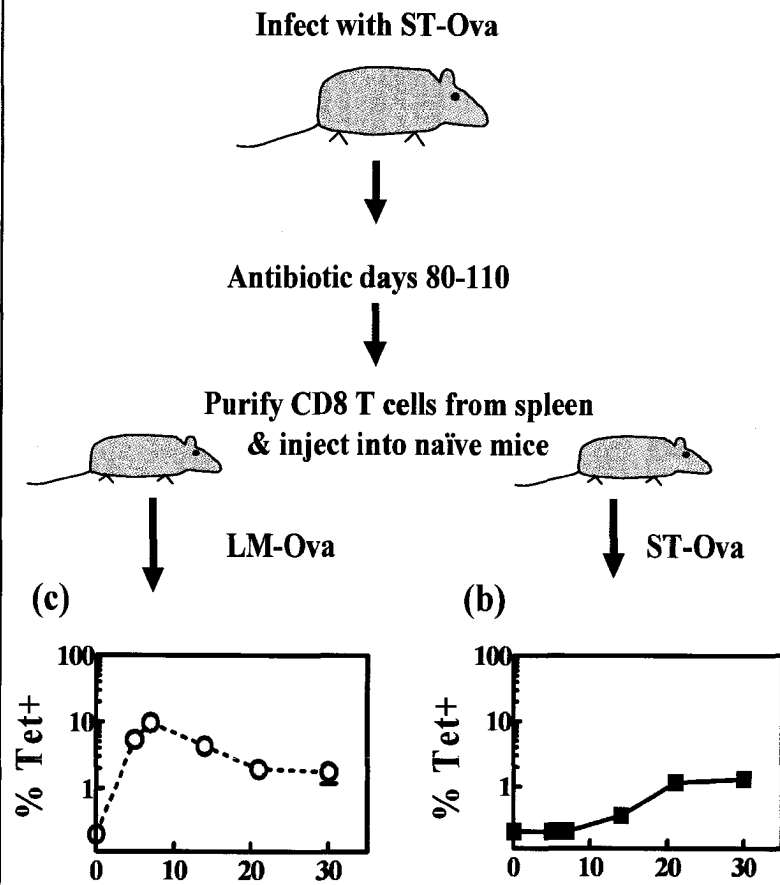 Infect with ST-Ova
Antibiotic days 80-110
Purify CD8 T cells from spleen
& inject into naïve mice
LM-Ova
ST-Ova
(c)
(b)
% Tet+
100
10
1
0
10
20
30
% Tet+
100
10
1
0
10
20
30